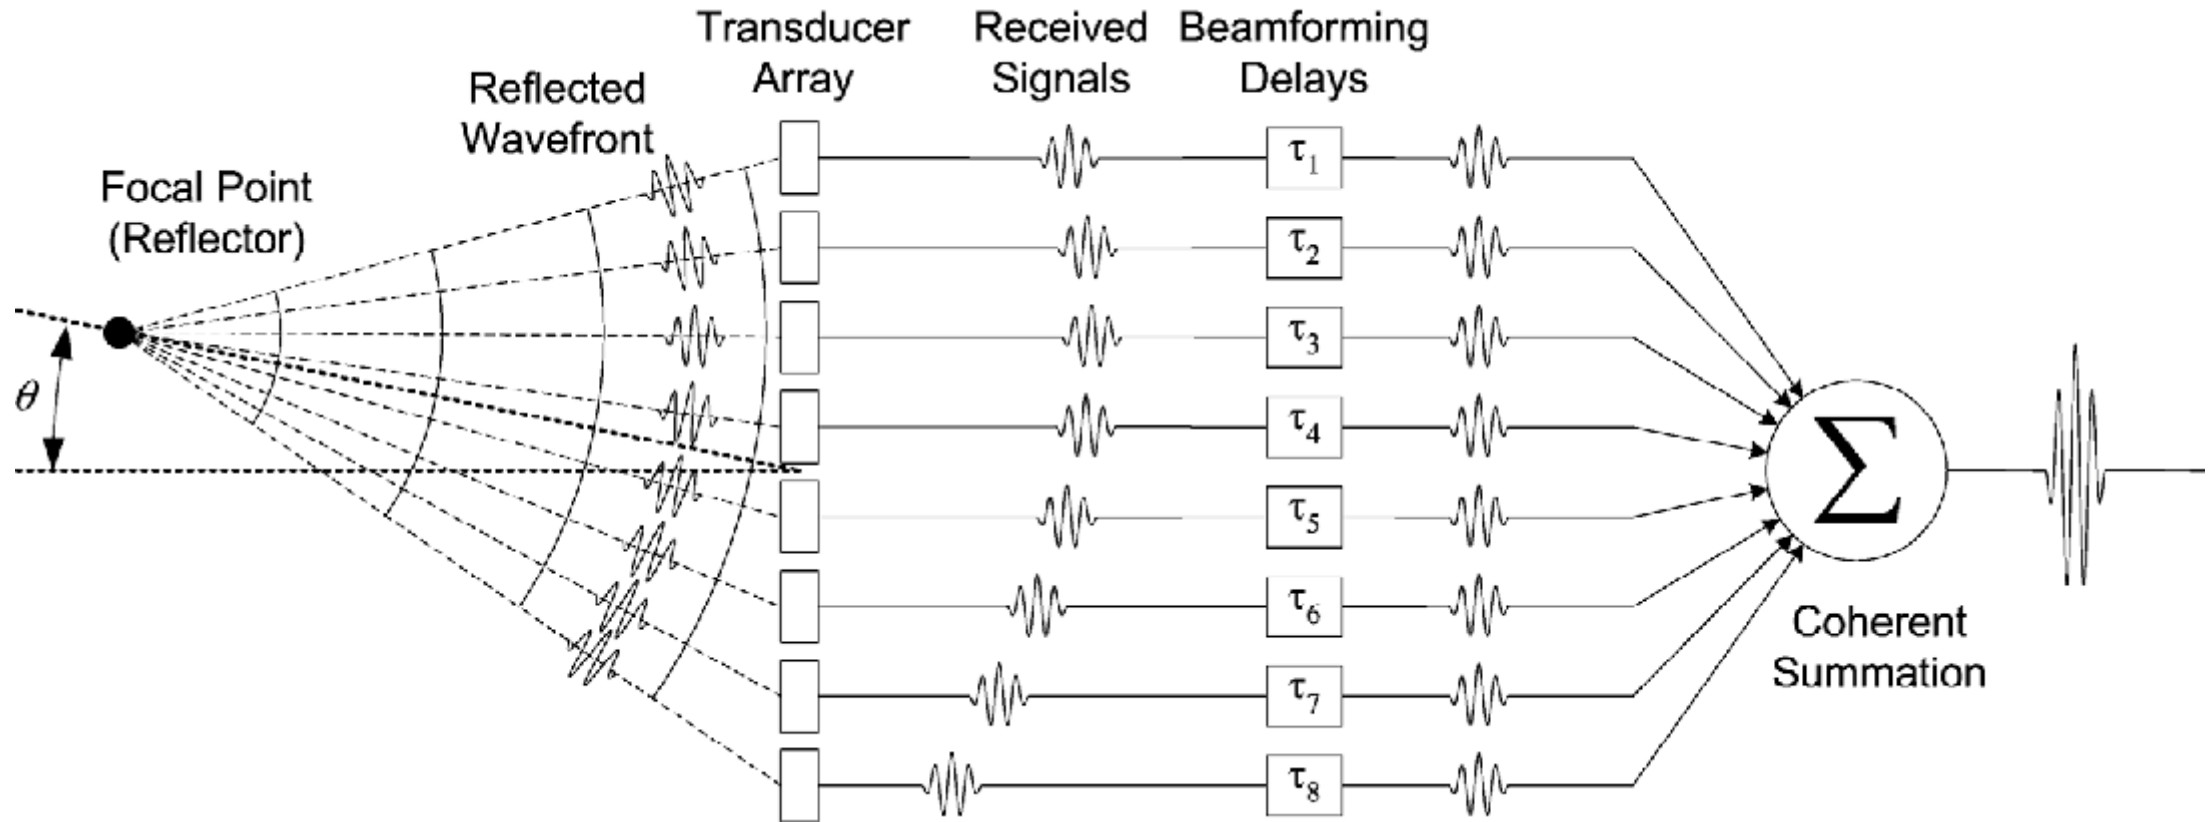 Transducer
Array
Received
Signals
Beamforming
Delays
Reflected
Wavefront
Focal Point
(Reflector)
θ
τ1
τ2
τ3
τ4
τ5
τ6
τ7
τ8
Σ
Coherent
Summation